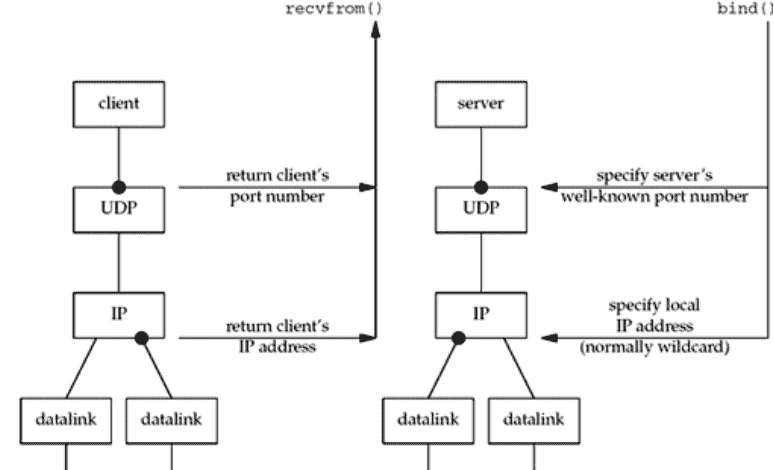 recvfrom()
bind()
client
server
return client's
port number
specify server's
well-known port number
UDP
UDP
IP
return client's
IP address
IP
specify local
IP address
(normally wildcard)
datalink
datalink
datalink
datalink